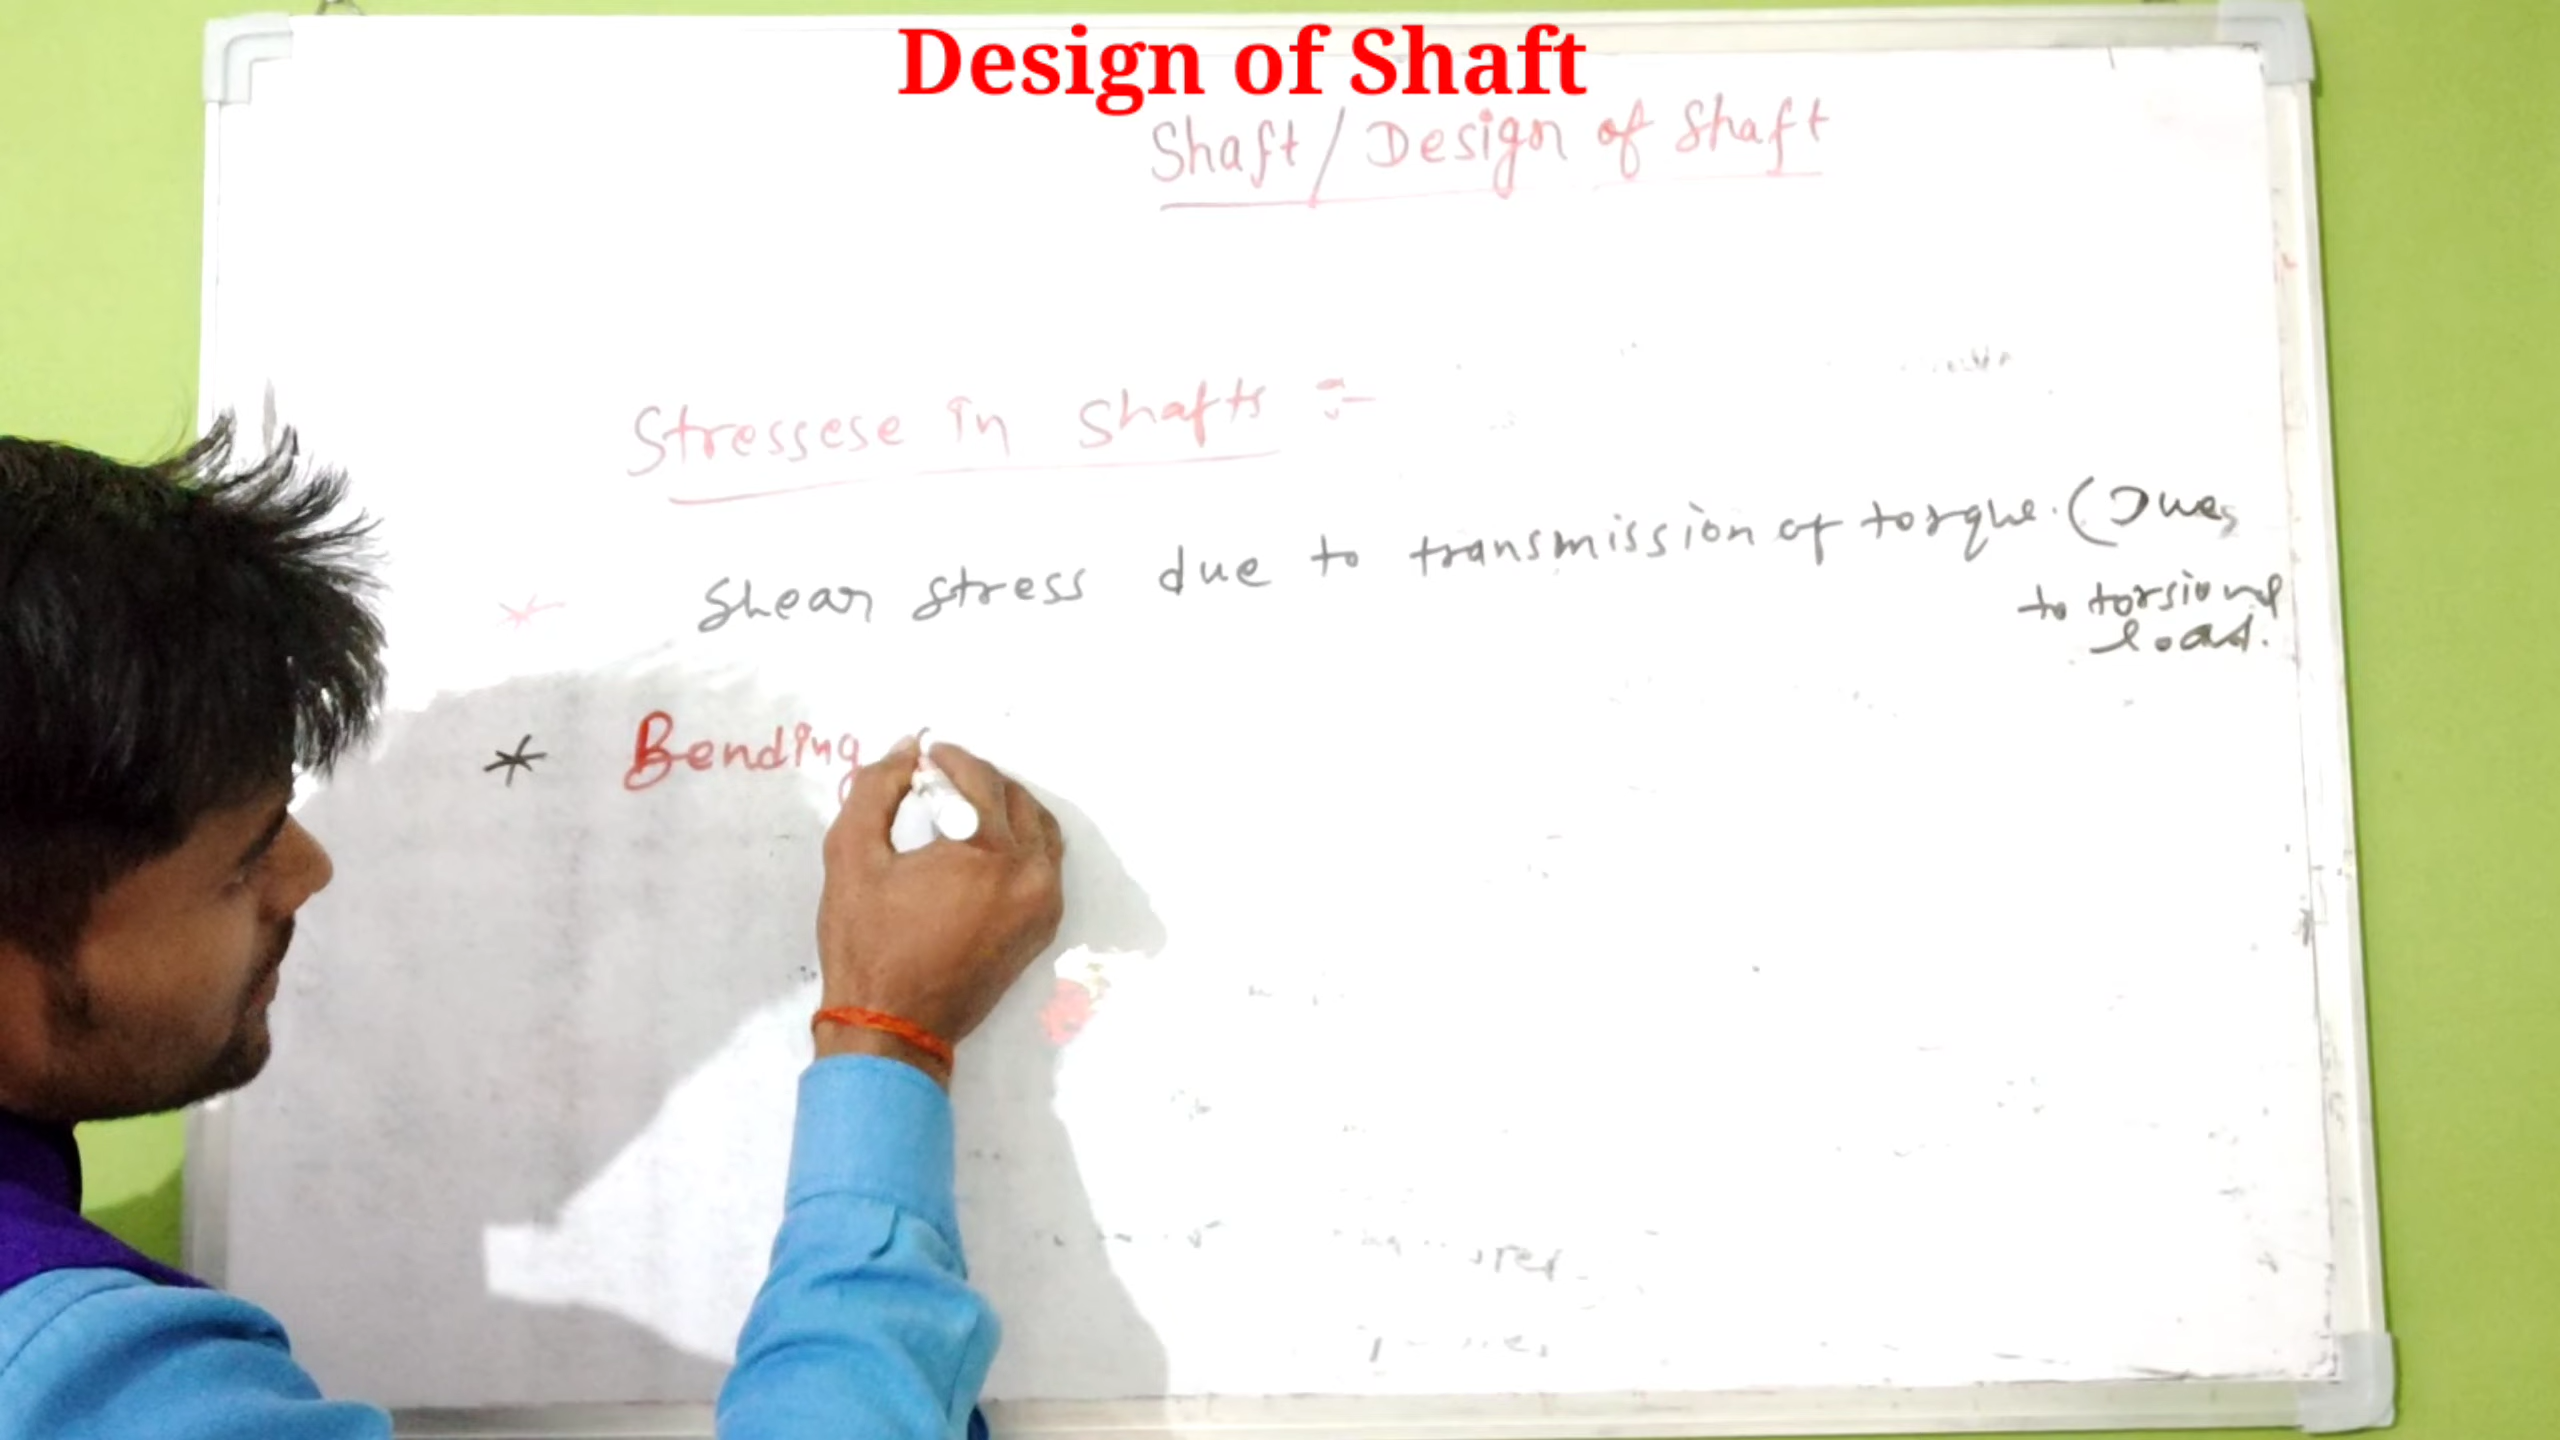 Design of Shaft
Shaft / Design of Shaft
Stressese in Shafts :-
* Shear stress due to transmission of torque. (Due,
to torsional
load.
* Bending